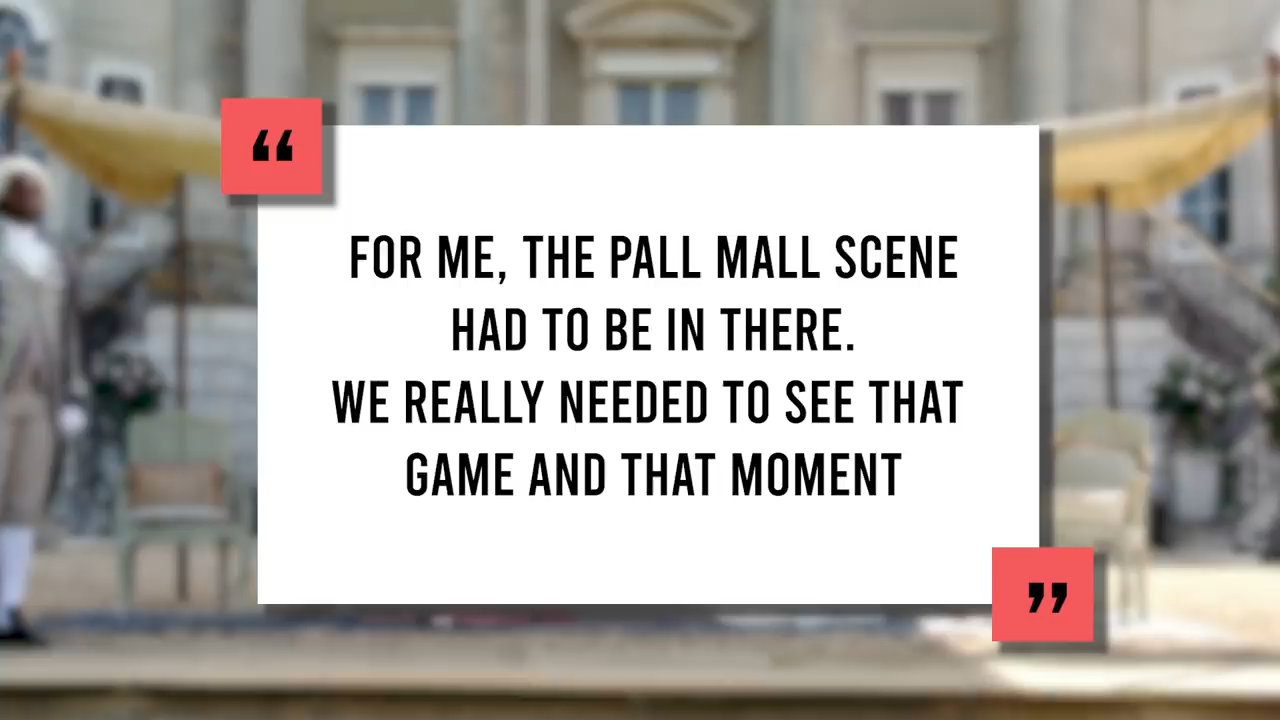 “
FOR ME, THE PALL MALL SCENE
HAD TO BE IN THERE.
WE REALLY NEEDED TO SEE THAT
GAME AND THAT MOMENT
”